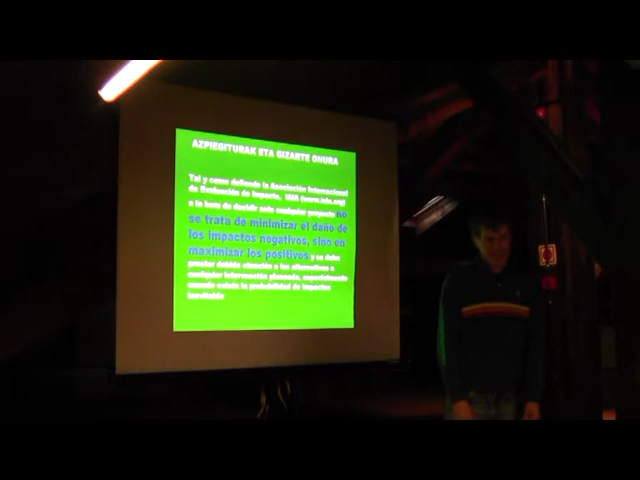 AZPIEGITURAK ETA GIZARTE ONURA
Tal y como defiende la Asociación Internacional
de Evaluación de Impacto, IAIA (www.iaia.org)
a la hora de decidir ante cualquier proyecto no
se trata de minimizar el daño de
los impactos negativos, sino en
maximizar los positivos y se debe
prestar debida atención a las alternativas a
cualquier intervención planeada, especialmente
cuando exista la probabilidad de impactos
inevitable